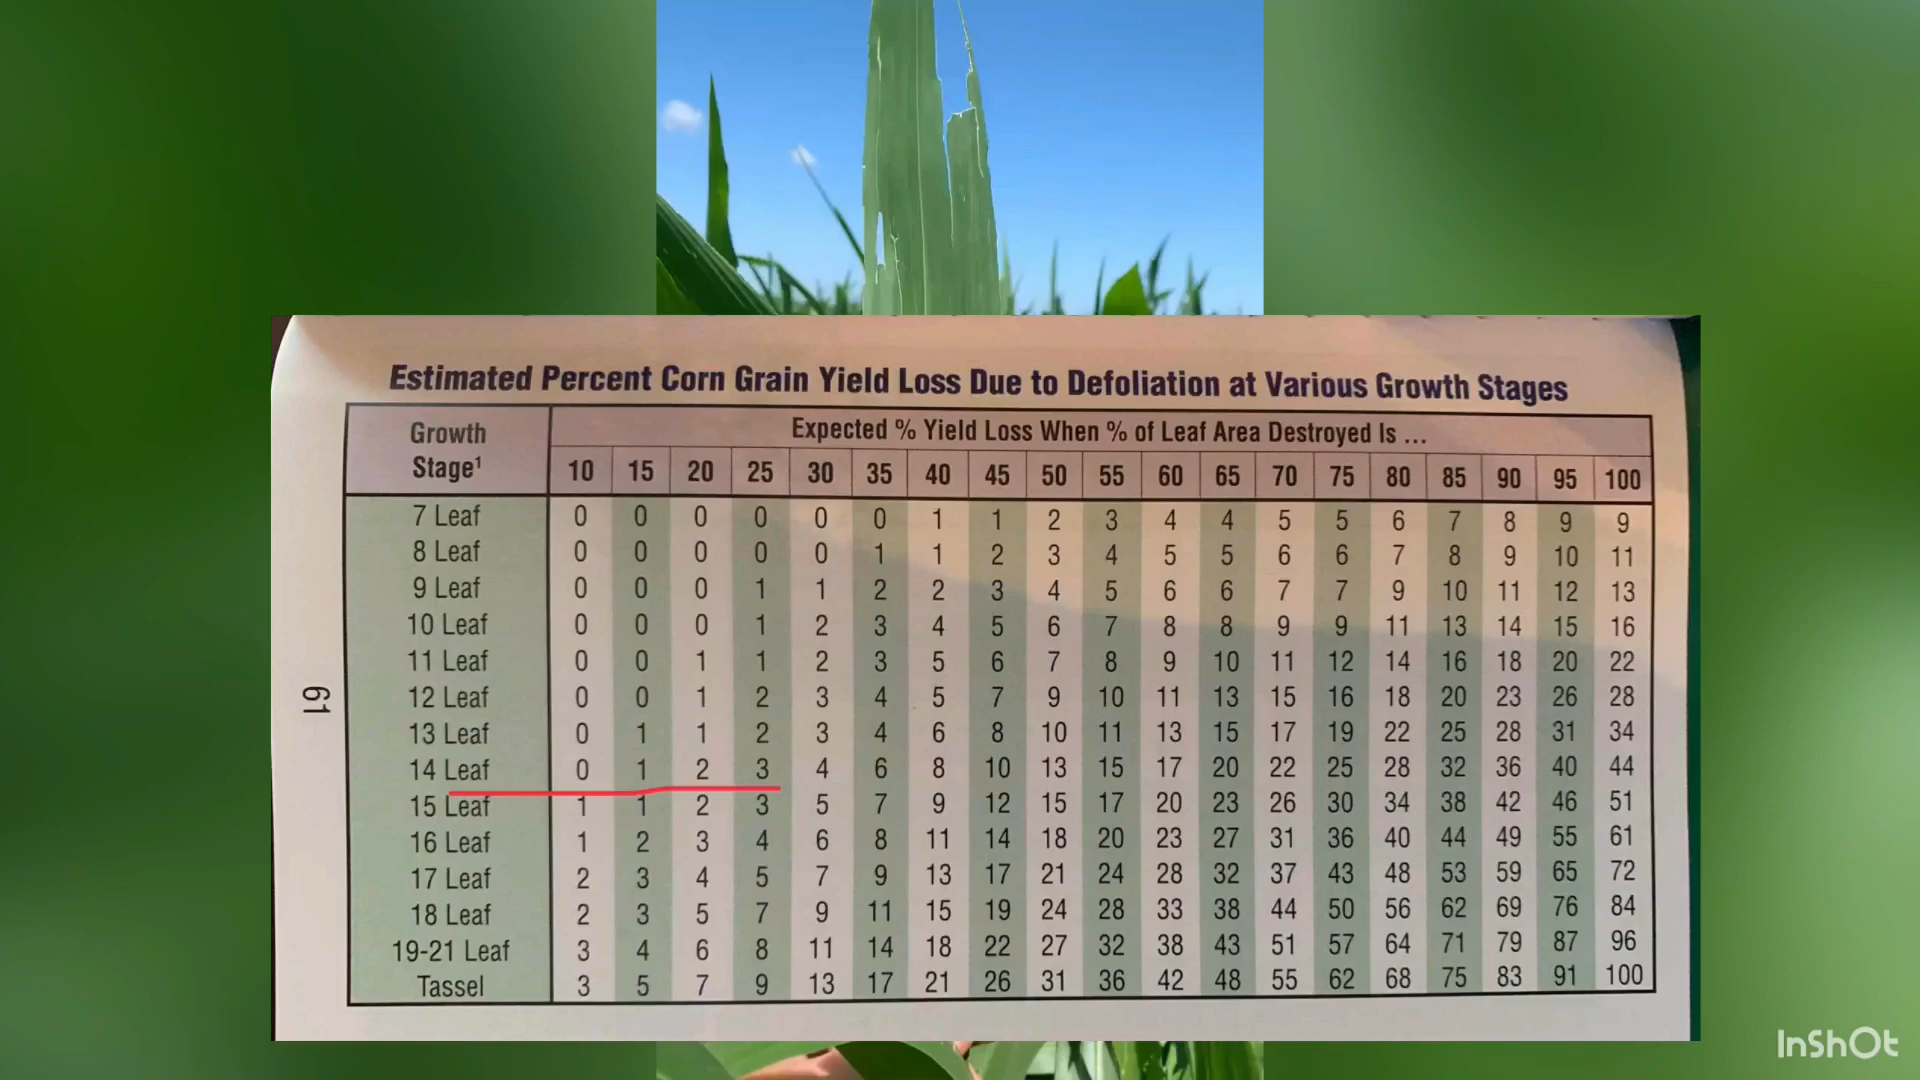 Estimated Percent Corn Grain Yield Loss Due to Defoliation at Various Growth Stages
Growth Stage¹ Expected % Yield Loss When % of Leaf Area Destroyed Is ...
10 15 20 25 30 35 40 45 50 55 60 65 70 75 80 85 90 95 100
7 Leaf 0 0 0 0 0 0 1 1 2 3 4 4 5 5 6 7 8 9 9
8 Leaf 0 0 0 0 0 1 1 2 3 4 5 5 6 6 7 8 9 10 11
9 Leaf 0 0 0 1 1 2 2 3 4 5 6 6 7 7 9 10 11 12 13
10 Leaf 0 0 0 1 2 3 4 5 6 7 8 8 9 9 11 13 14 15 16
11 Leaf 0 0 1 1 2 3 5 6 7 8 9 10 11 12 14 16 18 20 22
12 Leaf 0 0 1 2 3 4 5 7 9 10 11 13 15 16 18 20 23 26 28
13 Leaf 0 1 1 2 3 4 6 8 10 11 13 15 17 19 22 25 28 31 34
14 Leaf 0 1 2 3 4 6 8 10 13 15 17 20 22 25 28 32 36 40 44
15 Leaf 1 1 2 3 5 7 9 12 15 17 20 23 26 30 34 38 42 46 51
16 Leaf 1 2 3 4 6 8 11 14 18 20 23 27 31 36 40 44 49 55 61
17 Leaf 2 3 4 5 7 9 13 17 21 24 28 32 37 43 48 53 59 65 72
18 Leaf 2 3 5 7 9 11 15 19 24 28 33 38 44 50 56 62 69 76 84
19-21 Leaf 3 4 6 8 11 14 18 22 27 32 38 43 51 57 64 71 79 87 96
Tassel 3 5 7 9 13 17 21 26 31 36 42 48 55 62 68 75 83 91 100
61
InShOt